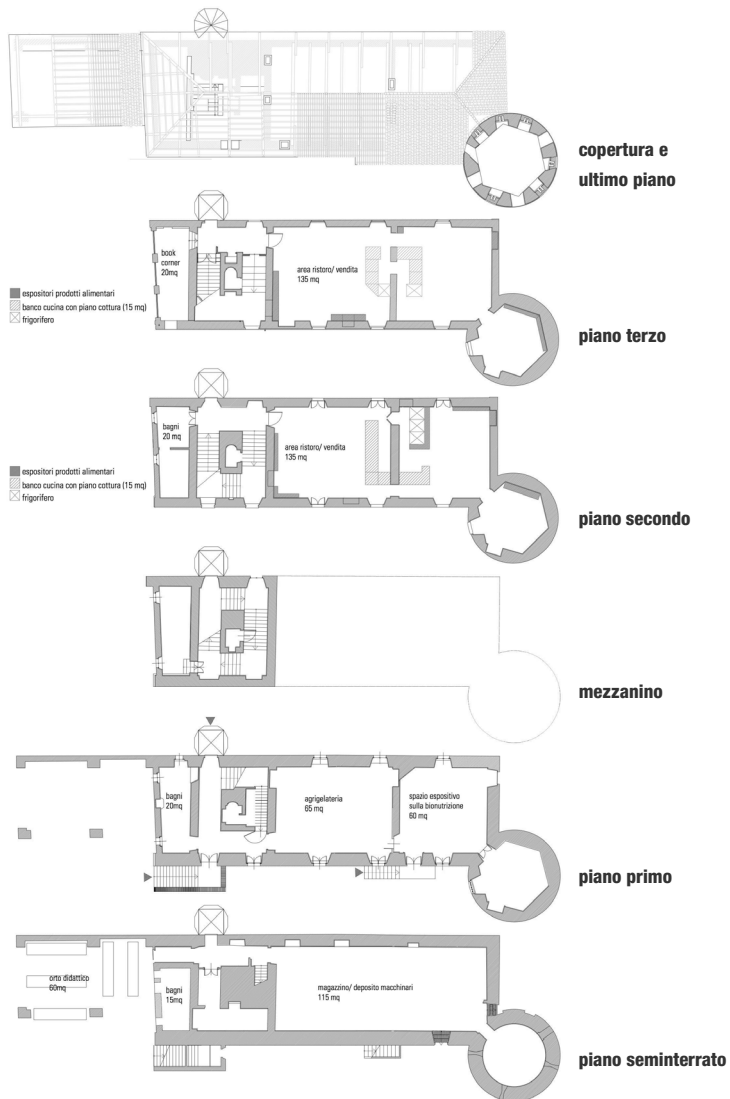 copertura e
ultimo piano
book
corner
20mq
area ristoro/ vendita
135 mq
espositori prodotti alimentari
banco cucina con piano cottura (15 mq)
frigorifero
piano terzo
bagni
20 mq
area ristoro/ vendita
135 mq
espositori prodotti alimentari
banco cucina con piano cottura (15 mq)
frigorifero
piano secondo
mezzanino
bagni
20mq
agrigelateria
65 mq
spazio espositivo
sulla bionutrizione
60 mq
piano primo
orto didattico
60mq
bagni
15mq
magazzino/ deposito macchinari
115 mq
piano seminterrato